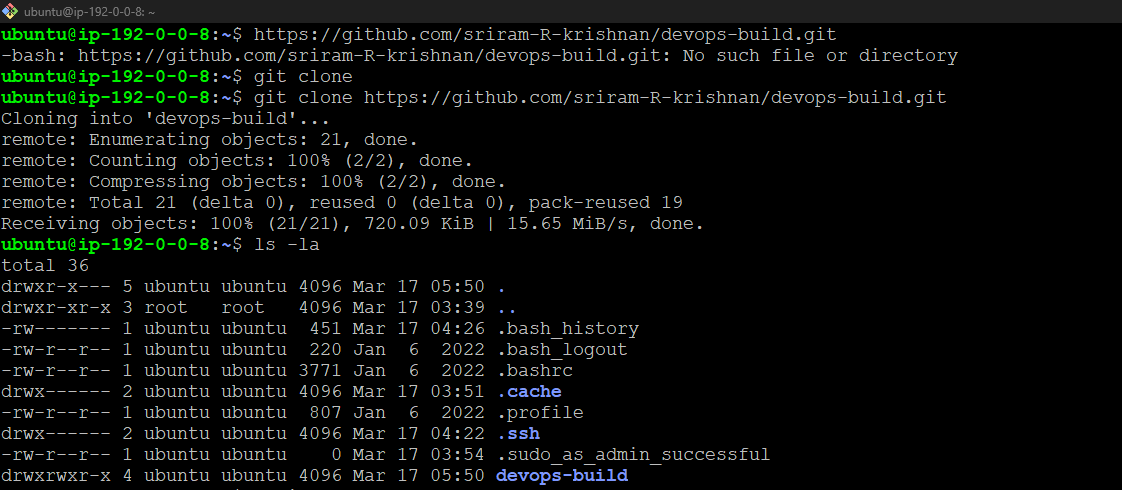 ubuntu@ip-192-0-0-8: ~
ubuntu@ip-192-0-0-8:~$ https://github.com/sriram-R-krishnan/devops-build.git
-bash: https://github.com/sriram-R-krishnan/devops-build.git: No such file or directory
ubuntu@ip-192-0-0-8:~$ git clone
ubuntu@ip-192-0-0-8:~$ git clone https://github.com/sriram-R-krishnan/devops-build.git
Cloning into 'devops-build'...
remote: Enumerating objects: 21, done.
remote: Counting objects: 100% (2/2), done.
remote: Compressing objects: 100% (2/2), done.
remote: Total 21 (delta 0), reused 0 (delta 0), pack-reused 19
Receiving objects: 100% (21/21), 720.09 KiB | 15.65 MiB/s, done.
ubuntu@ip-192-0-0-8:~$ ls -la
total 36
drwxr-x--- 5 ubuntu ubuntu 4096 Mar 17 05:50 .
drwxr-xr-x 3 root   root   4096 Mar 17 03:39 ..
-rw------- 1 ubuntu ubuntu  451 Mar 17 04:26 .bash_history
-rw-r--r-- 1 ubuntu ubuntu  220 Jan  6  2022 .bash_logout
-rw-r--r-- 1 ubuntu ubuntu 3771 Jan  6  2022 .bashrc
drwx------ 2 ubuntu ubuntu 4096 Mar 17 03:51 .cache
-rw-r--r-- 1 ubuntu ubuntu  807 Jan  6  2022 .profile
drwx------ 2 ubuntu ubuntu 4096 Mar 17 04:22 .ssh
-rw-r--r-- 1 ubuntu ubuntu    0 Mar 17 03:54 .sudo_as_admin_successful
drwxrwxr-x 4 ubuntu ubuntu 4096 Mar 17 05:50 devops-build